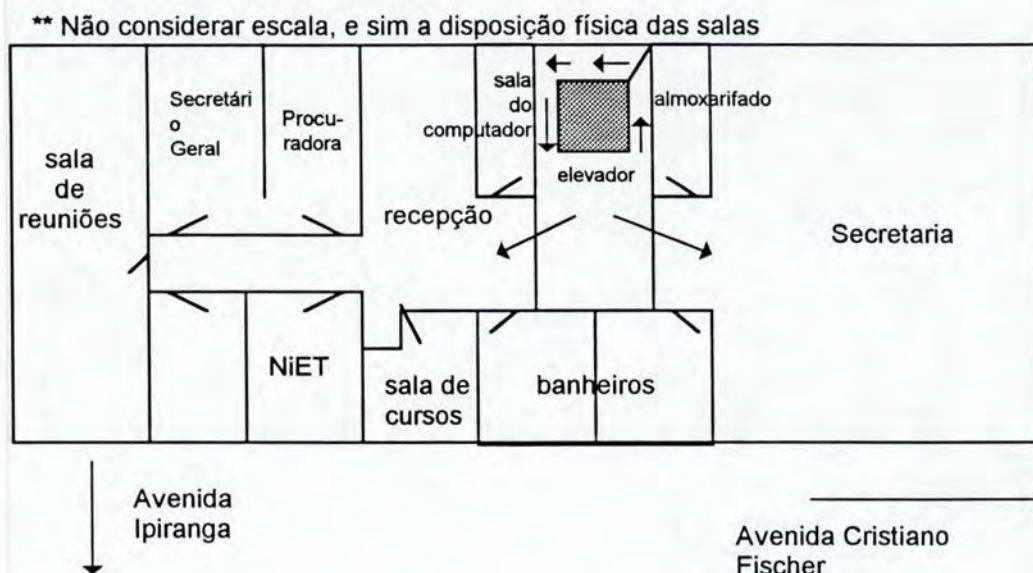 ** Não considerar escala, e sim a disposição física das salas
sala
de
reuniões
Secretári
o
Geral
Procu-
radora
recepção
sala
do
computador
elevador
almoxarifado
Secretaria
NiET
sala de
cursos
banheiros
Avenida
Ipiranga
Avenida Cristiano
Fischer